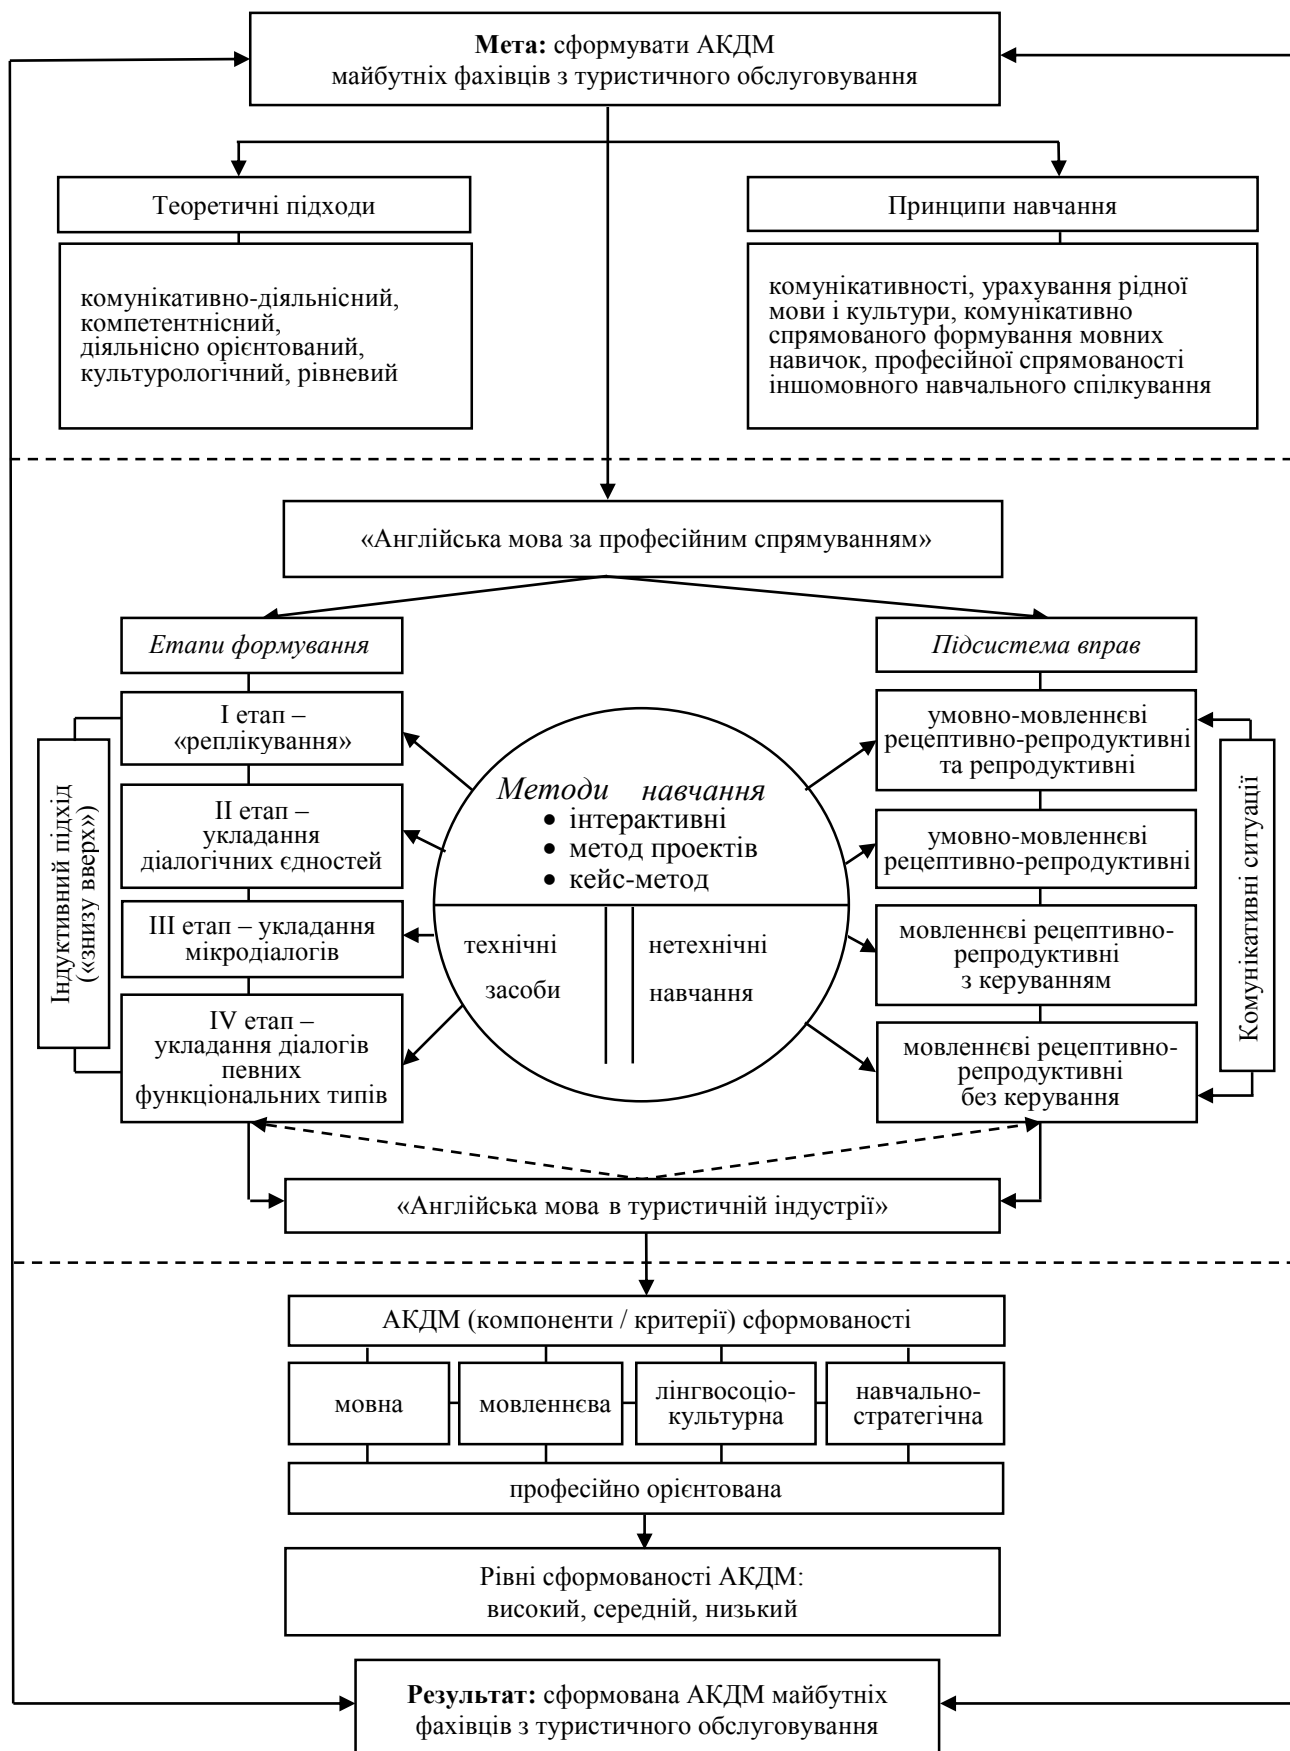 Мета: сформувати АКДМ
майбутніх фахівців з туристичного обслуговування
Теоретичні підходи
комунікативно-діяльнісний,
компетентнісний,
діяльнісно орієнтований,
культурологічний, рівневий
Принципи навчання
комунікативності, урахування рідної
мови і культури, комунікативно
спрямованого формування мовних
навичок, професійної спрямованості
іншомовного навчального спілкування
«Англійська мова за професійним спрямуванням»
Етапи формування
І етап –
«реплікування»
ІІ етап –
укладання
діалогічних єдностей
ІІІ етап – укладання
мікродіалогів
IV етап –
укладання діалогів
певних
функціональних типів
Індуктивний підхід
(«знизу вверх»)
Методи навчання
• інтерактивні
• метод проектів
• кейс-метод
технічні
засоби
нетехнічні
навчання
Підсистема вправ
умовно-мовленнєві
рецептивно-репродуктивні
та репродуктивні
умовно-мовленнєві
рецептивно-репродуктивні
мовленнєві рецептивно-
репродуктивні
з керуванням
мовленнєві рецептивно-
репродуктивні
без керування
Комунікативні ситуації
«Англійська мова в туристичній індустрії»
АКДМ (компоненти / критерії) сформованості
мовна
мовленнєва
лінгвосоціо-
культурна
навчально-
стратегічна
професійно орієнтована
Рівні сформованості АКДМ:
високий, середній, низький
Результат: сформована АКДМ майбутніх
фахівців з туристичного обслуговування